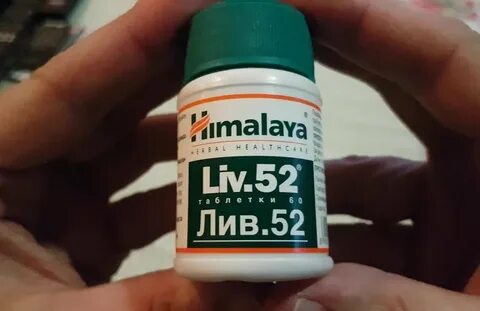 Himalaya
HERBAL HEALTHCARE
Liv.52®
таблетки 60
Лив.52